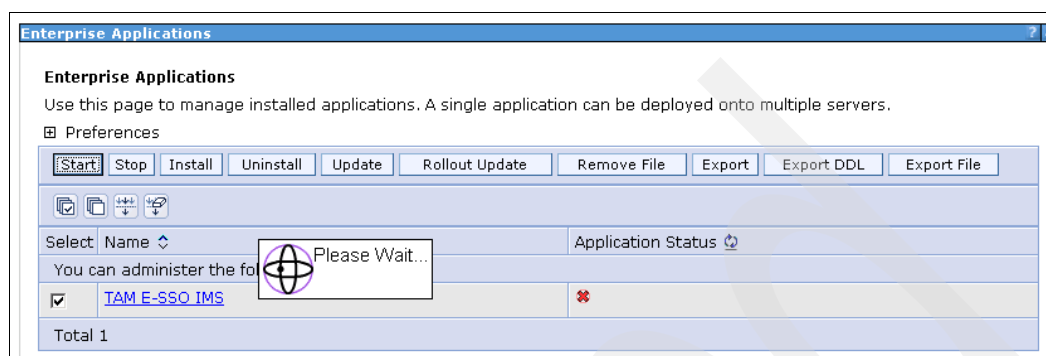 Enterprise Applications ?
Enterprise Applications
Use this page to manage installed applications. A single application can be deployed onto multiple servers.
Preferences
Start Stop Install Uninstall Update Rollout Update Remove File Export Export DDL Export File
Select Name Application Status
Please Wait...
You can administer the fol
TAM E-SSO IMS
Total 1